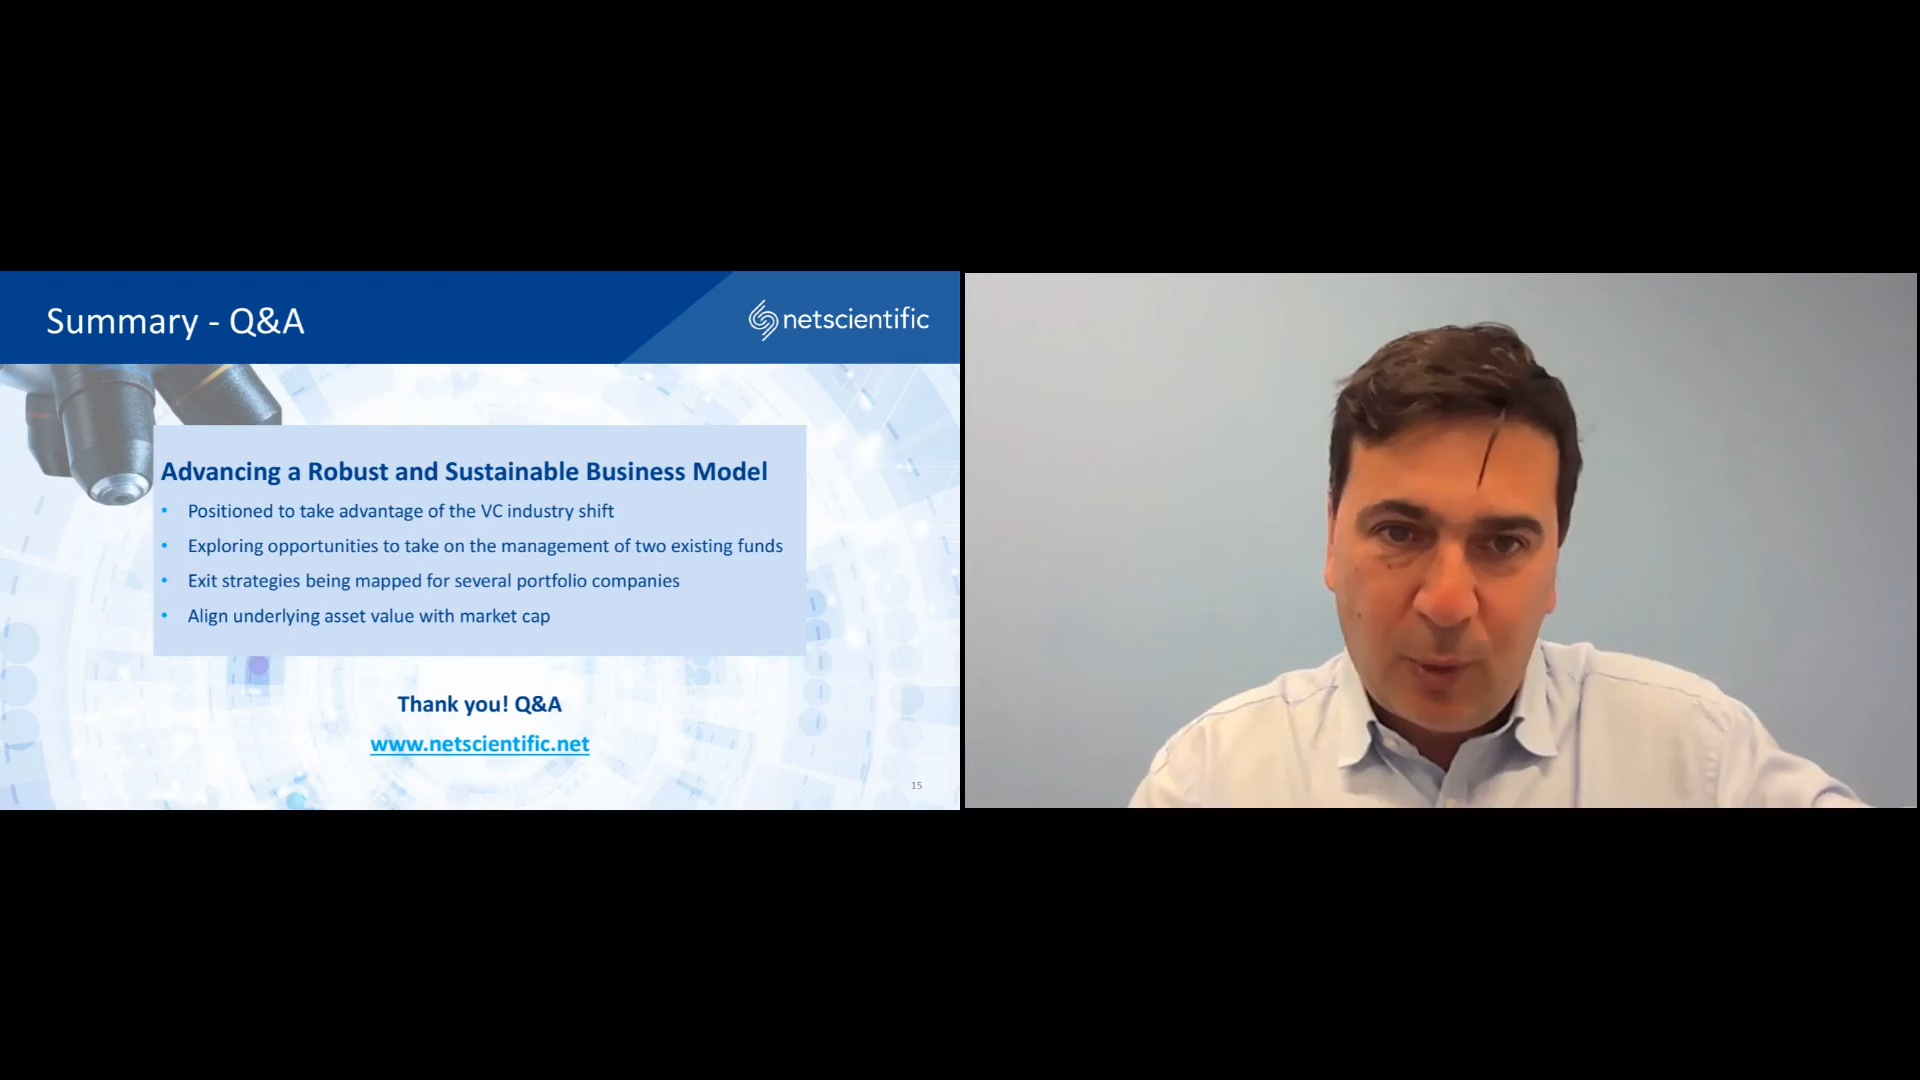 Summary - Q&A
netscientific
Advancing a Robust and Sustainable Business Model
• Positioned to take advantage of the VC industry shift
• Exploring opportunities to take on the management of two existing funds
• Exit strategies being mapped for several portfolio companies
• Align underlying asset value with market cap
Thank you! Q&A
www.netscientific.net
15